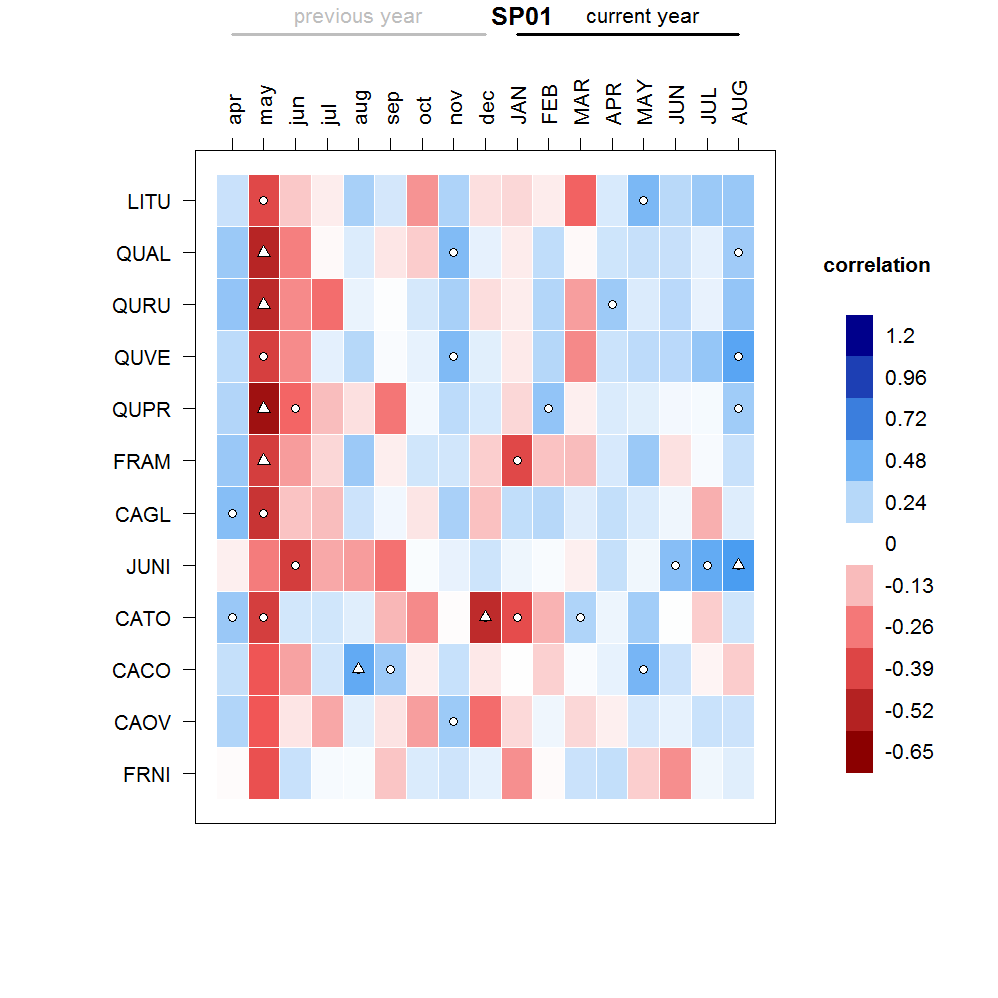 previous year SP01 current year
apr may jun jul aug sep oct nov dec JAN FEB MAR APR MAY JUN JUL AUG
LITU
QUAL
QURU
QUVE
QUPR
FRAM
CAGL
JUNI
CATO
CACO
CAOV
FRNI
correlation
1.2
0.96
0.72
0.48
0.24
0
-0.13
-0.26
-0.39
-0.52
-0.65